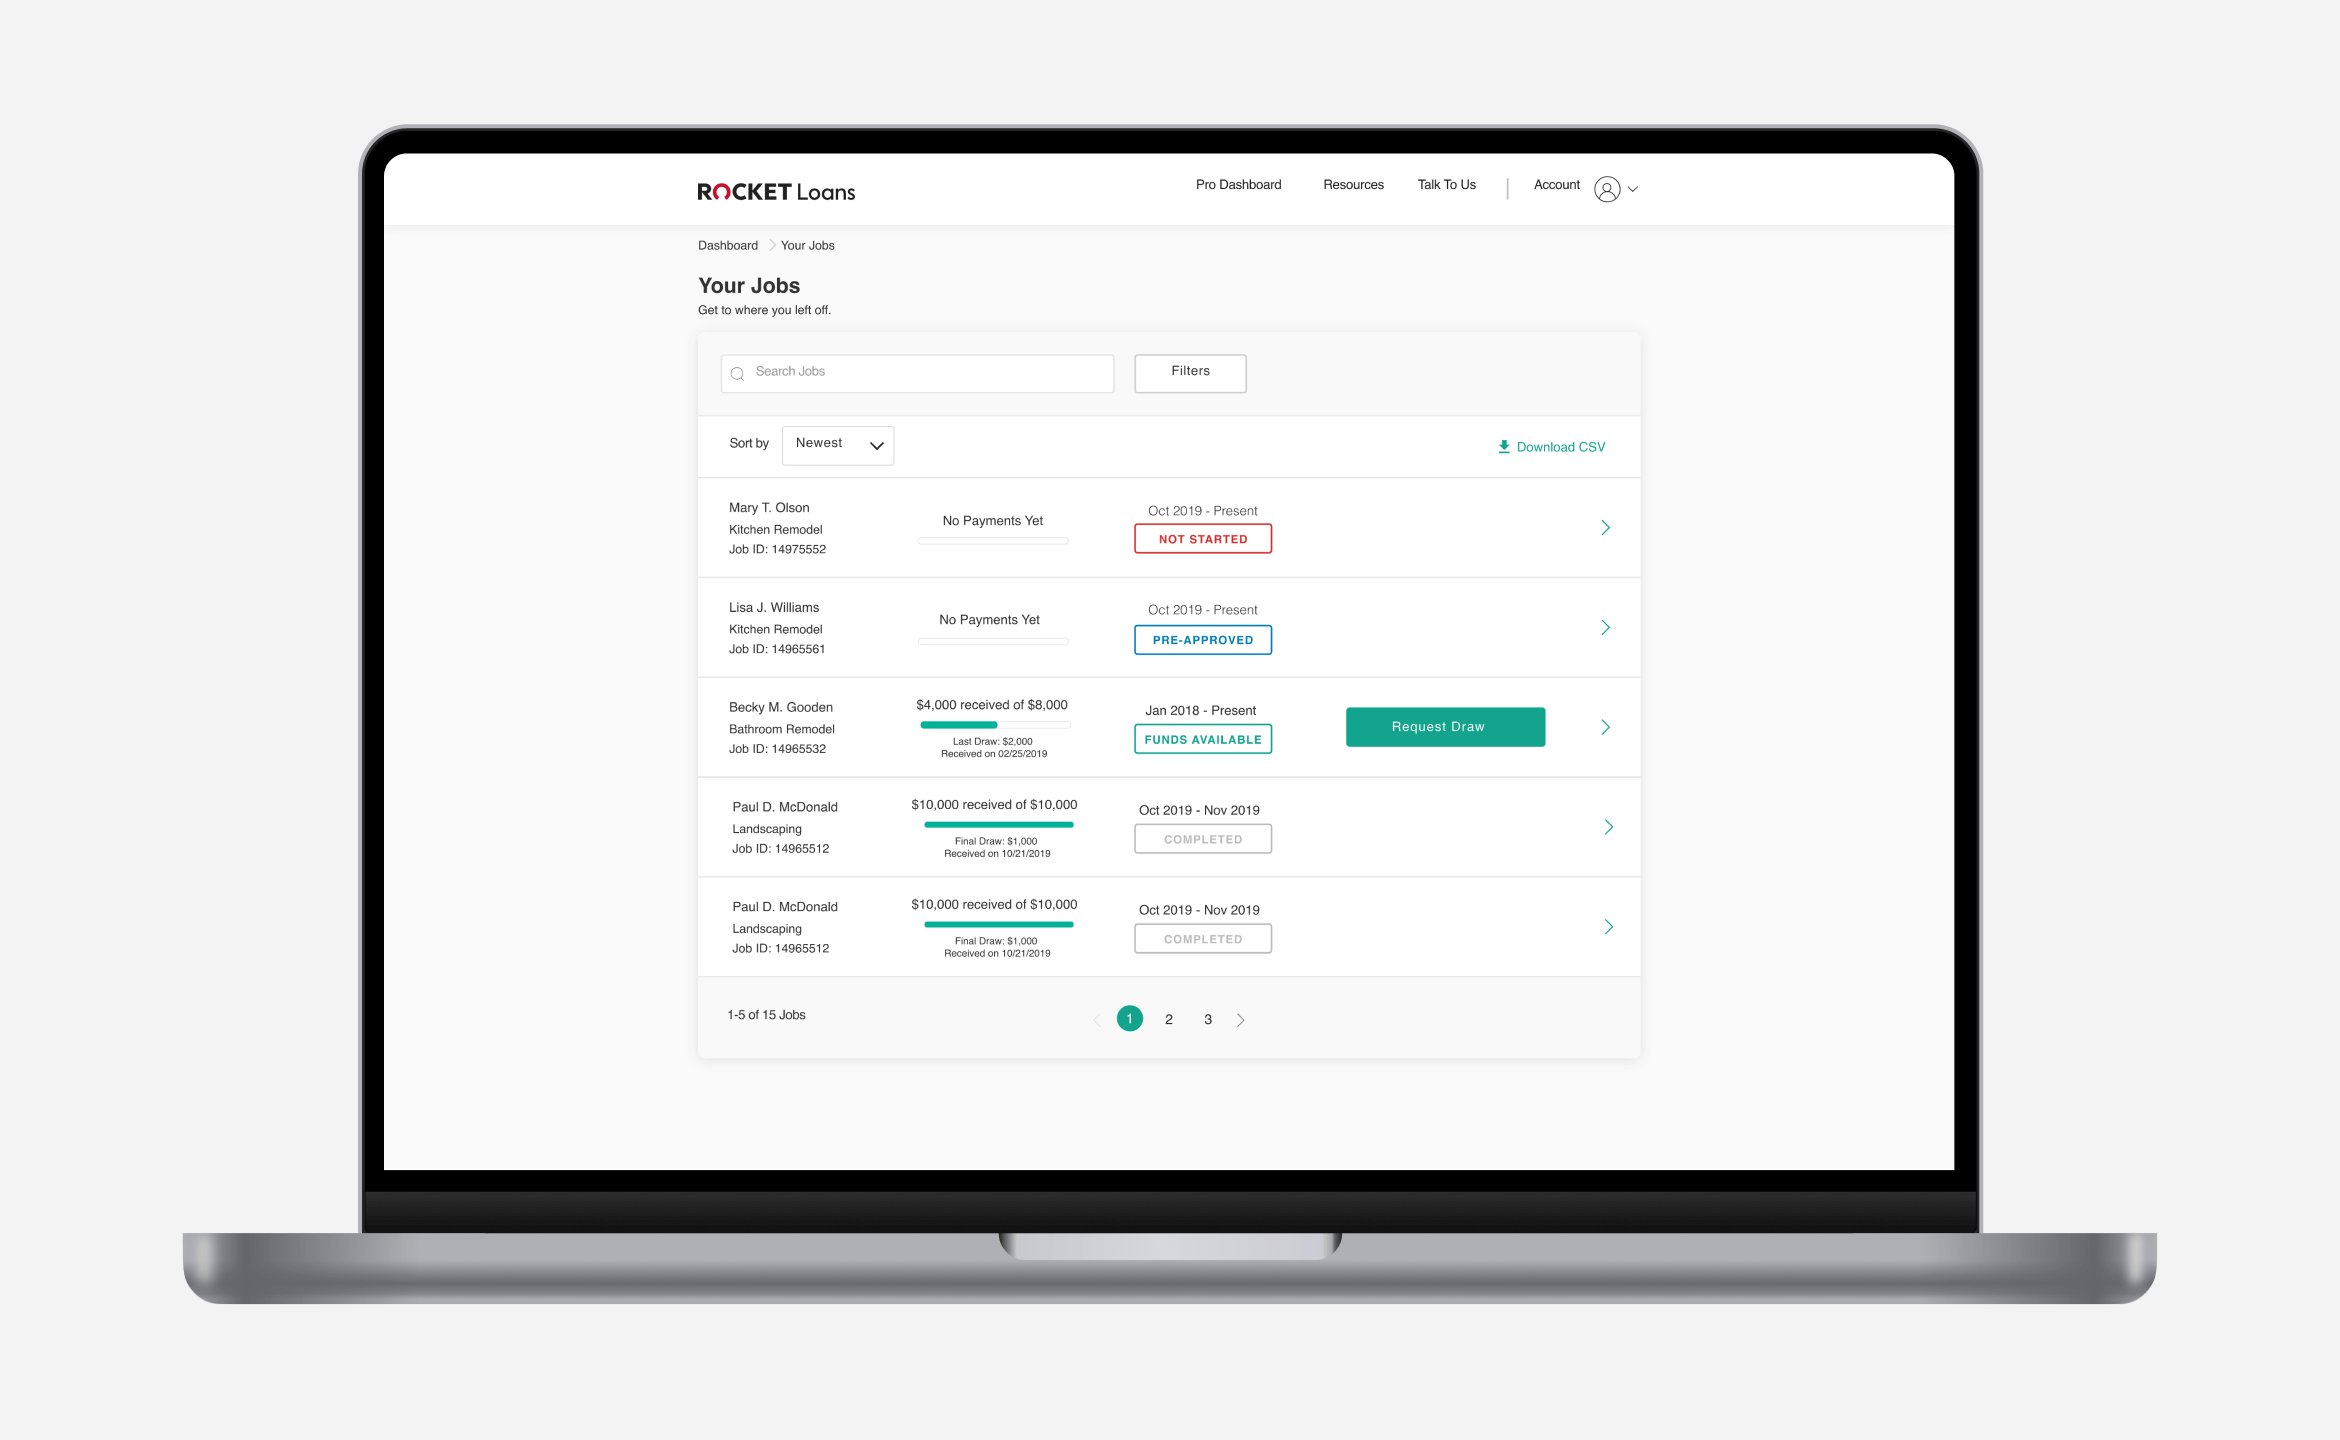 ROCKET Loans
Pro Dashboard Resources Talk To Us Account
Dashboard Your Jobs
Your Jobs
Get to where you left off.
Search Jobs Filters
Sort by Newest Download CSV
Mary T. Olson
Kitchen Remodel
Job ID: 14975552
No Payments Yet
Oct 2019 - Present
NOT STARTED
Lisa J. Williams
Kitchen Remodel
Job ID: 14965561
No Payments Yet
Oct 2019 - Present
PRE-APPROVED
Becky M. Gooden
Bathroom Remodel
Job ID: 14965532
$4,000 received of $8,000
Last Draw: $2,000
Received on 02/25/2019
Jan 2018 - Present
FUNDS AVAILABLE
Request Draw
Paul D. McDonald
Landscaping
Job ID: 14965512
$10,000 received of $10,000
Final Draw: $1,000
Received on 10/21/2019
Oct 2019 - Nov 2019
COMPLETED
Paul D. McDonald
Landscaping
Job ID: 14965512
$10,000 received of $10,000
Final Draw: $1,000
Received on 10/21/2019
Oct 2019 - Nov 2019
COMPLETED
1-5 of 15 Jobs
1 2 3